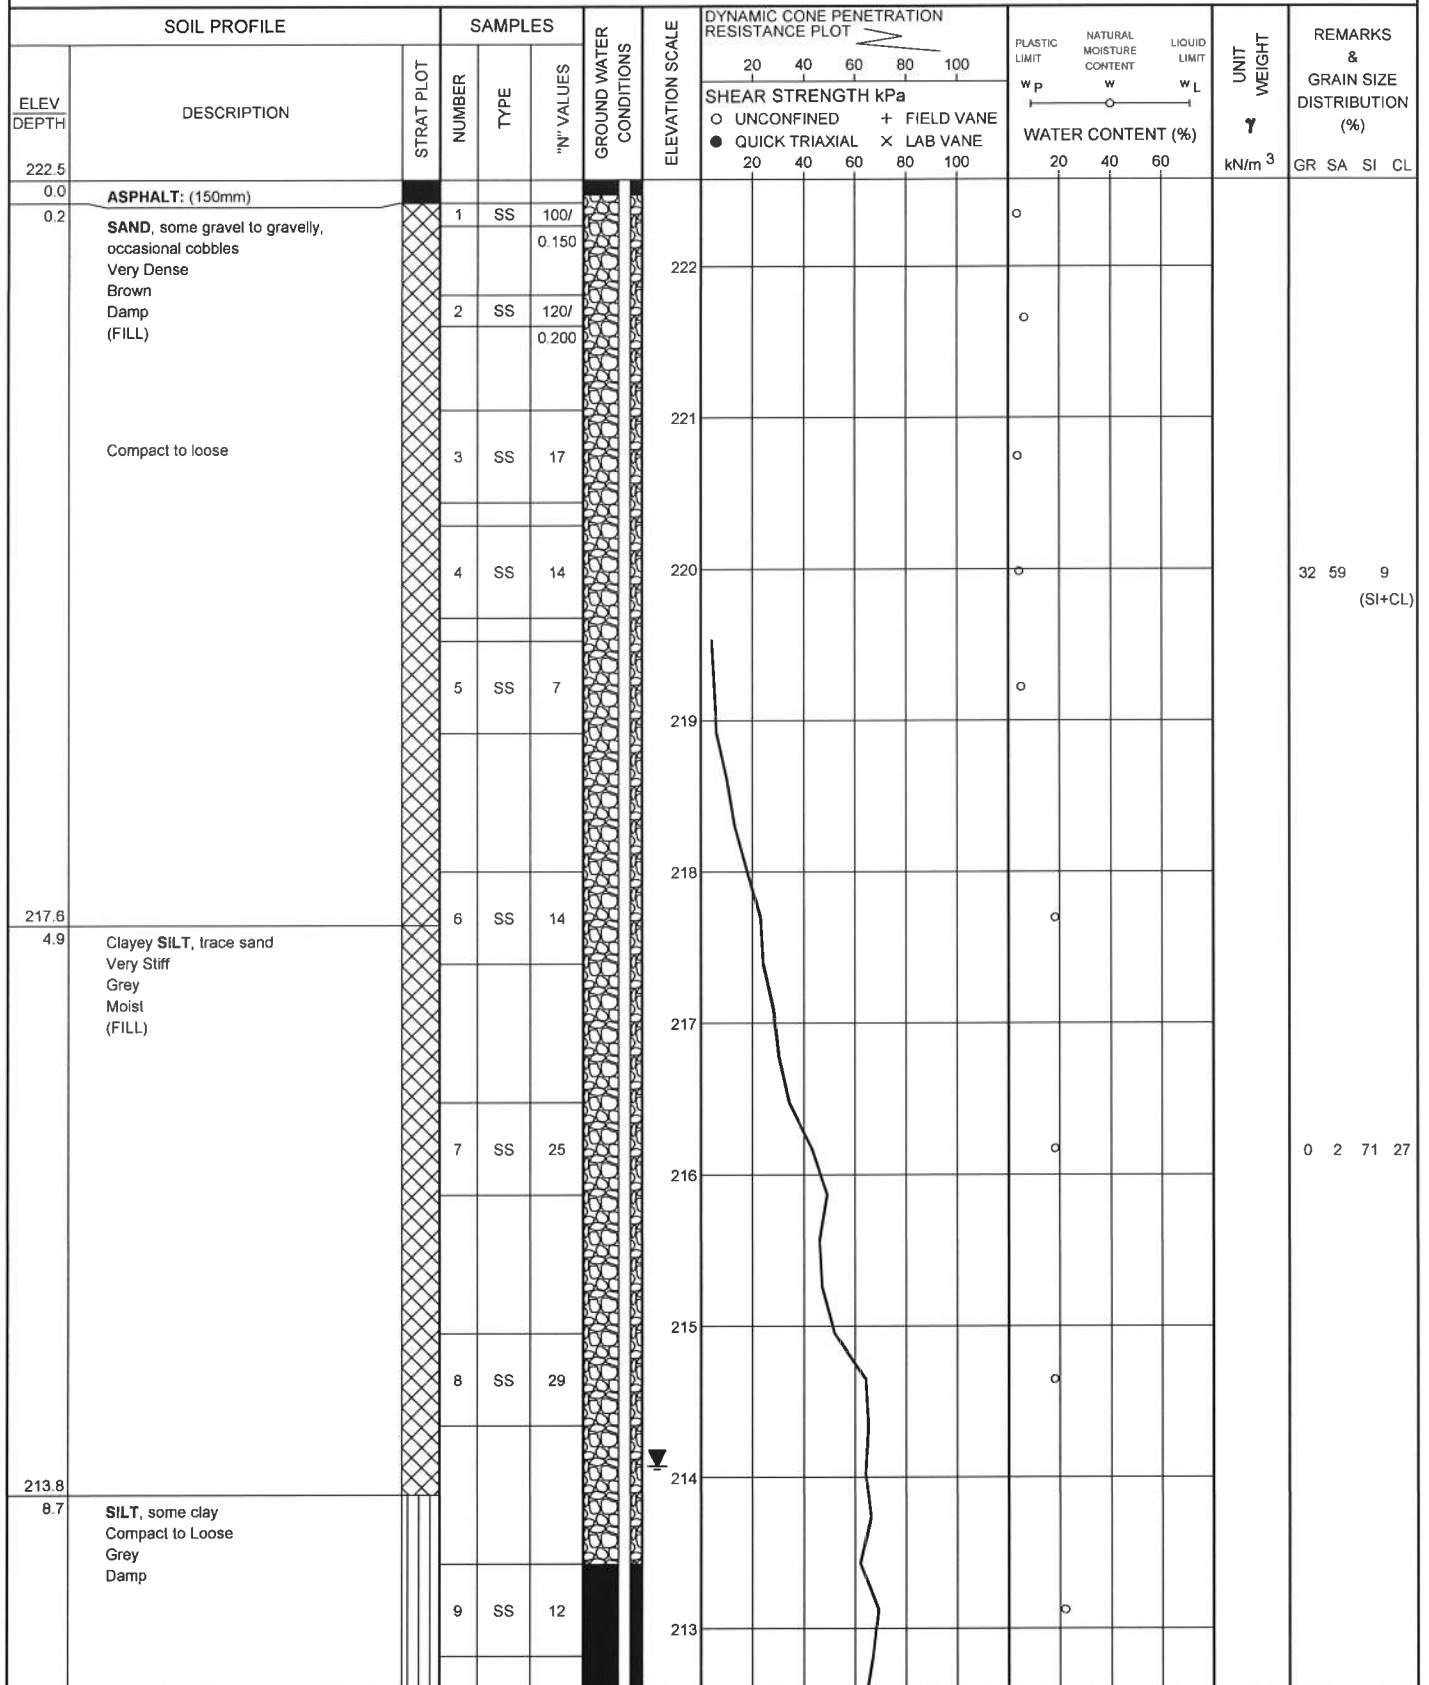 SOIL PROFILE
SAMPLES
GROUND WATER
CONDITIONS
ELEVATION SCALE
DYNAMIC CONE PENETRATION
RESISTANCE PLOT
20 40 60 80 100
SHEAR STRENGTH kPa
O UNCONFINED + FIELD VANE
● QUICK TRIAXIAL × LAB VANE
20 40 60 80 100
PLASTIC
LIMIT
NATURAL
MOISTURE
CONTENT
LIQUID
LIMIT
wP w wL
WATER CONTENT (%)
20 40 60
UNIT
WEIGHT
γ
kN/m3
REMARKS
&
GRAIN SIZE
DISTRIBUTION
(%)
GR SA SI CL
ELEV
DEPTH
DESCRIPTION
STRAT PLOT
NUMBER
TYPE
"N" VALUES
222.5
0.0
ASPHALT: (150mm)
0.2
SAND, some gravel to gravelly,
occasional cobbles
Very Dense
Brown
Damp
(FILL)
1 SS 100/
0.150
222
2 SS 120/
0.200
221
Compact to loose
3 SS 17
4 SS 14
220
32 59 9
(SI+CL)
5 SS 7
219
218
217.6
4.9
6 SS 14
Clayey SILT, trace sand
Very Stiff
Grey
Moist
(FILL)
217
7 SS 25
0 2 71 27
216
215
8 SS 29
214
213.8
8.7
SILT, some clay
Compact to Loose
Grey
Damp
9 SS 12
213